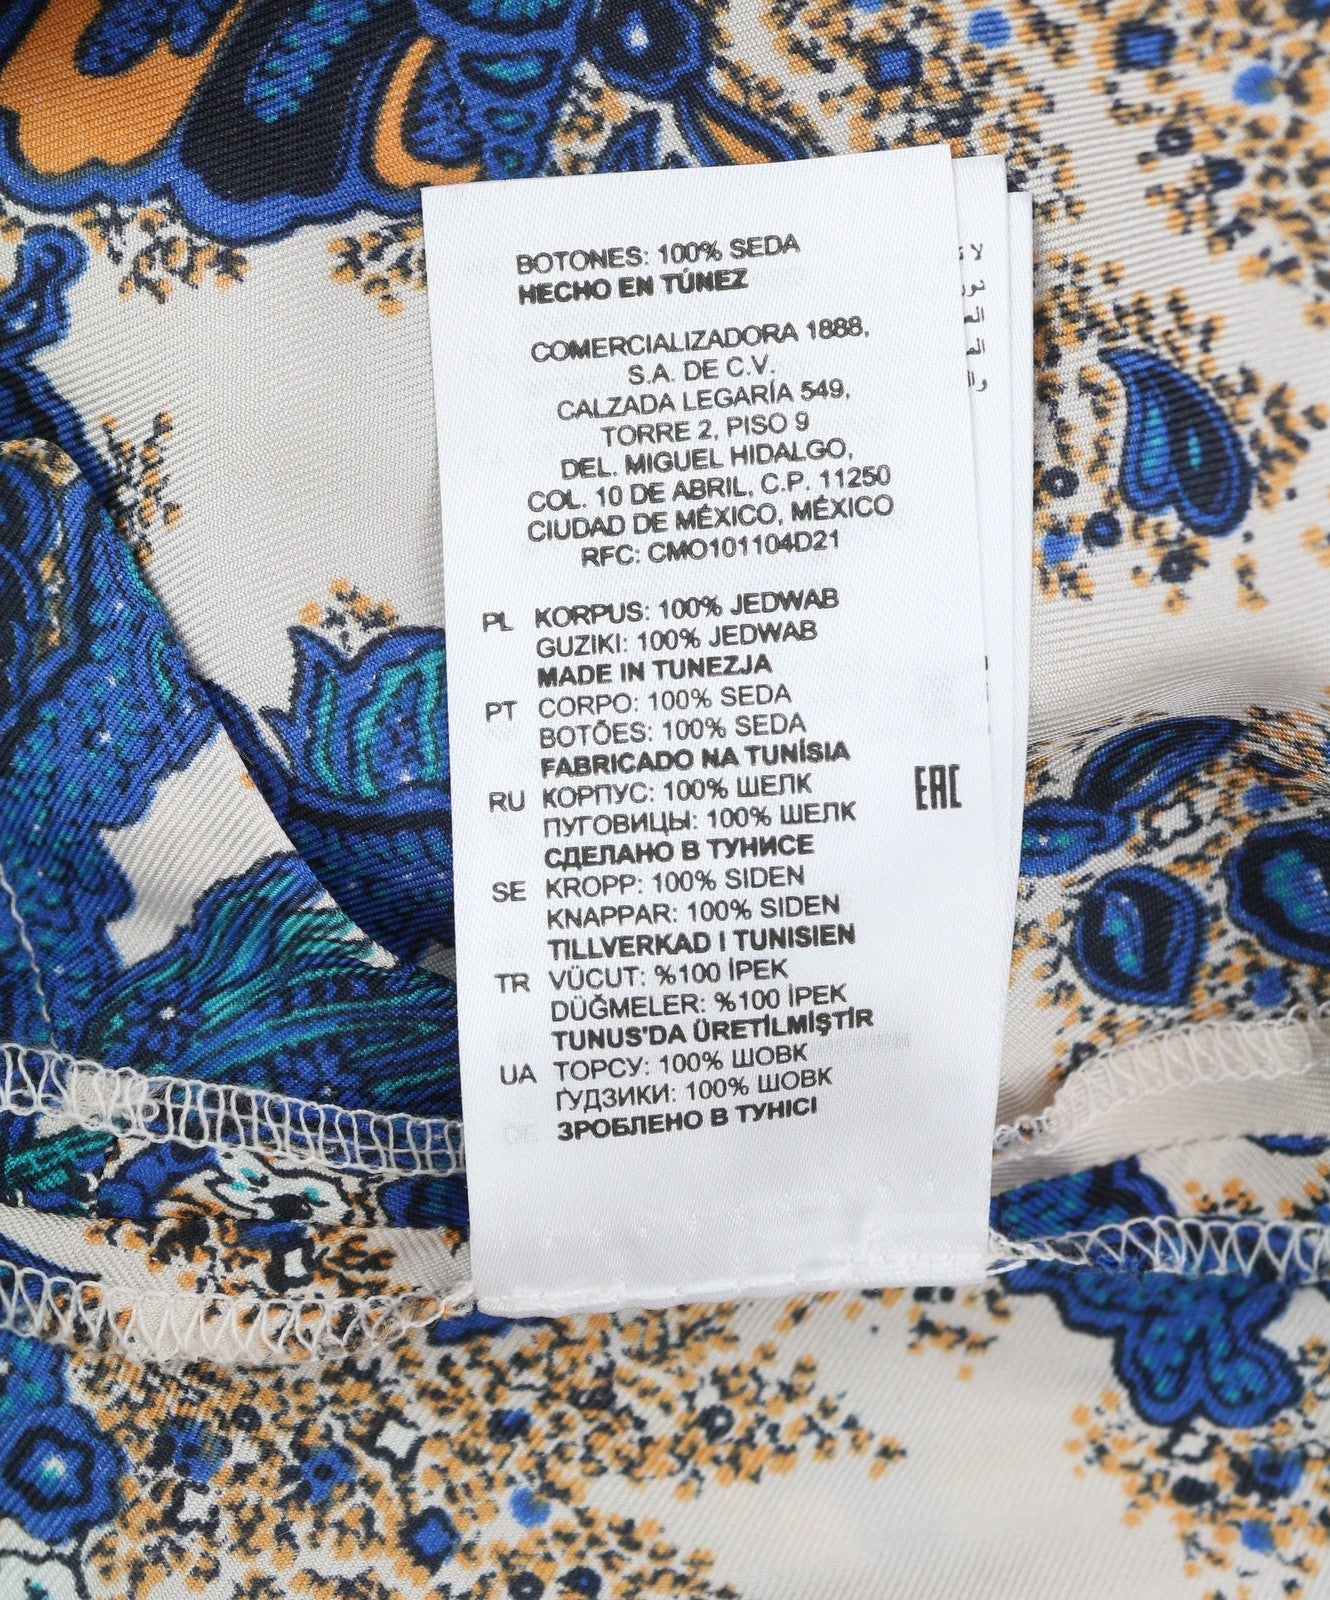 BOTONES: 100% SEDA
HECHO EN TÚNEZ
COMERCIALIZADORA 1888,
S.A. DE C.V.
CALZADA LEGARÍA 549,
TORRE 2, PISO 9
DEL. MIGUEL HIDALGO,
COL. 10 DE ABRIL, C.P. 11250
CIUDAD DE MÉXICO, MÉXICO
RFC: CMO101104D21
PL KORPUS: 100% JEDWAB
GUZIKI: 100% JEDWAB
MADE IN TUNEZJA
PT CORPO: 100% SEDA
BOTÕES: 100% SEDA
FABRICADO NA TUNÍSIA
RU КОРПУС: 100% ШЕЛК
ПУГОВИЦЫ: 100% ШЕЛК
СДЕЛАНО В ТУНИСЕ
SE KROPP: 100% SIDEN
KNAPPAR: 100% SIDEN
TILLVERKAD I TUNISIEN
TR VÜCUT: %100 İPEK
DÜĞMELER: %100 İPEK
TUNUS'DA ÜRETİLMİŞTİR
UA ТОРСУ: 100% ШОВК
ҐУДЗИКИ: 100% ШОВК
ЗРОБЛЕНО В ТУНІСІ
EAC